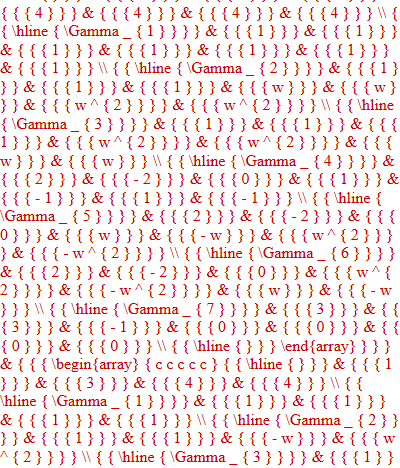 { { { 4 } } } & { { { 4 } } } & { { { 4 } } } & { { { 4 } } } \\ {
{ \hline { \Gamma _ { 1 } } } } & { { { 1 } } } & { { { 1 } } }
& { { { 1 } } } & { { { 1 } } } & { { { 1 } } } & { { { 1 } } }
& { { { 1 } } } \\ { { \hline { \Gamma _ { 2 } } } } & { { { 1 }
} } & { { { 1 } } } & { { { 1 } } } & { { { w } } } & { { { w }
} } & { { { w ^ { 2 } } } } & { { { w ^ { 2 } } } } \\ { { \hline
{ \Gamma _ { 3 } } } } & { { { 1 } } } & { { { 1 } } } & { { {
1 } } } & { { { w ^ { 2 } } } } & { { { w ^ { 2 } } } } & { { {
w } } } & { { { w } } } \\ { { \hline { \Gamma _ { 4 } } } } &
{ { { 2 } } } & { { { - 2 } } } & { { { 0 } } } & { { { 1 } } } &
{ { { - 1 } } } & { { { 1 } } } & { { { - 1 } } } \\ { { \hline {
\Gamma _ { 5 } } } } & { { { 2 } } } & { { { - 2 } } } & { { {
0 } } } & { { { w } } } & { { { - w } } } & { { { w ^ { 2 } } }
} & { { { - w ^ { 2 } } } } \\ { { \hline { \Gamma _ { 6 } } } }
& { { { 2 } } } & { { { - 2 } } } & { { { 0 } } } & { { { w ^ {
2 } } } } & { { { - w ^ { 2 } } } } & { { { w } } } & { { { - w
} } } \\ { { \hline { \Gamma _ { 7 } } } } & { { { 3 } } } & { {
{ 3 } } } & { { { - 1 } } } & { { { 0 } } } & { { { 0 } } } & { {
{ 0 } } } & { { { 0 } } } \\ { { \hline { } } } \end{array} } } }
& { { { \begin{array} { c c c c c } { { \hline { } } } & { { { 1
} } } & { { { 3 } } } & { { { 4 } } } & { { { 4 } } } \\ { {
\hline { \Gamma _ { 1 } } } } & { { { 1 } } } & { { { 1 } } }
& { { { 1 } } } & { { { 1 } } } \\ { { \hline { \Gamma _ { 2 } }
} } & { { { 1 } } } & { { { 1 } } } & { { { - w } } } & { { { w
^ { 2 } } } } \\ { { \hline { \Gamma _ { 3 } } } } & { { { 1 } }